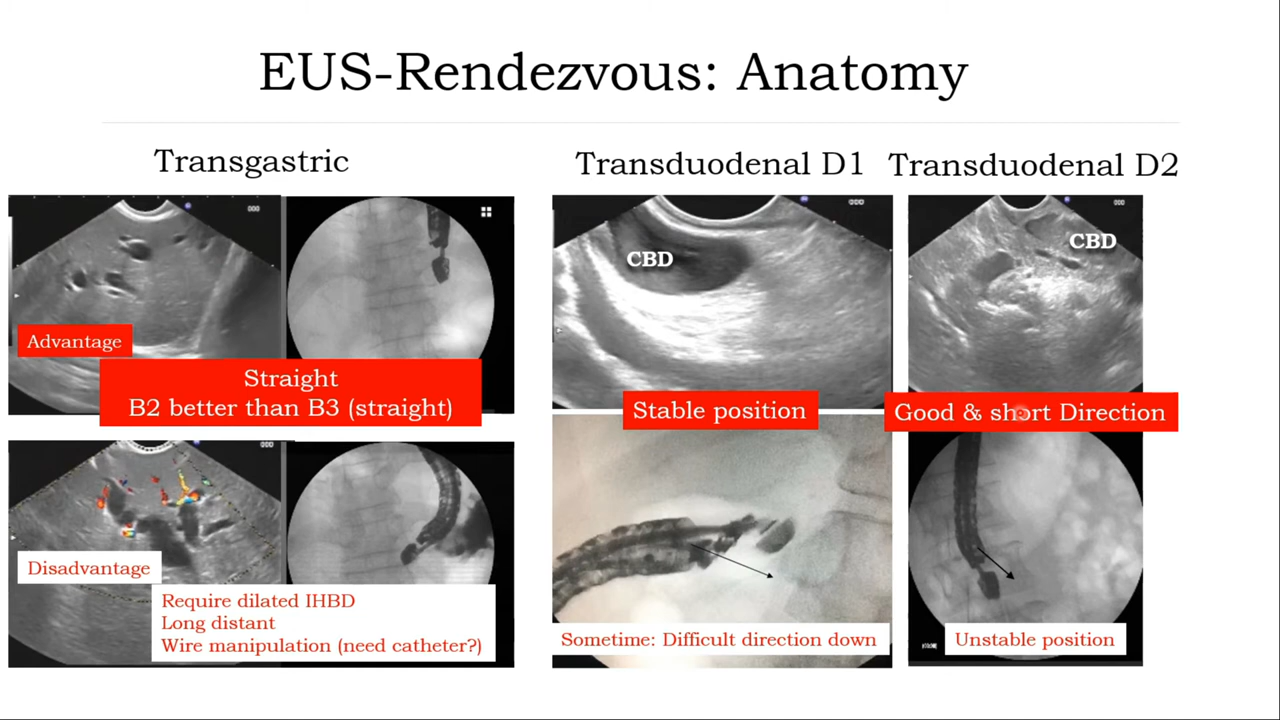 EUS-Rendezvous: Anatomy
Transgastric
Transduodenal D1
Transduodenal D2
CBD
CBD
Advantage
Straight
B2 better than B3 (straight)
Stable position
Good & short Direction
Disadvantage
Require dilated IHBD
Long distant
Wire manipulation (need catheter?)
Sometime: Difficult direction down
Unstable position